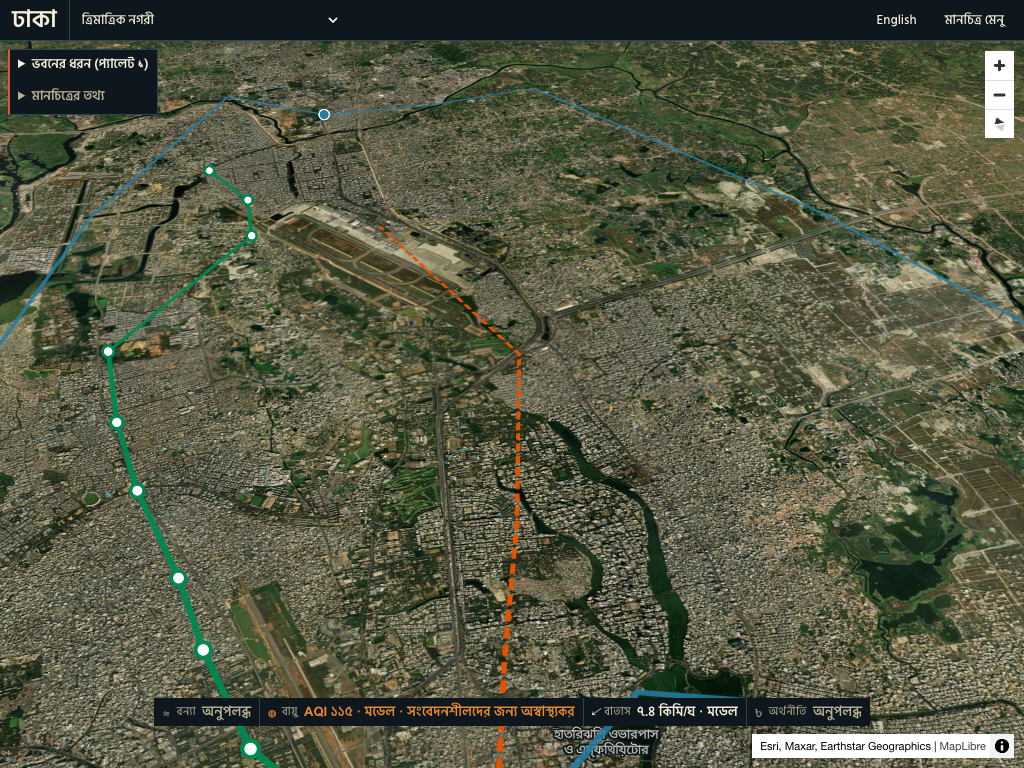 ঢাকা
ত্রিমাত্রিক নগরী
English
মানচিত্র মেনু
▶ ভবনের ধরন (প্যালেট ১)
▶ মানচিত্রের তথ্য
বন্যা অনুপলব্ধ
বায়ু AQI ১১৫ · মডেল · সংবেদনশীলদের জন্য অস্বাস্থ্যকর
বাতাস ৭.৪ কিমি/ঘ · মডেল
৳ অর্থনীতি অনুপলব্ধ
হাতিরঝিল ওভারপাস
ও এম্ফিথিয়েটার
Esri, Maxar, Earthstar Geographics | MapLibre